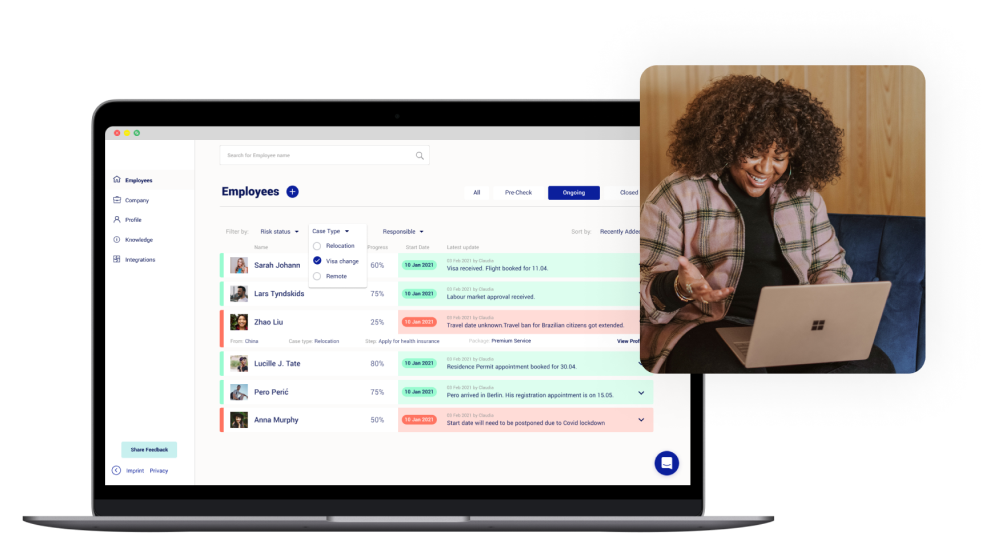 Search for Employee name
Employees
Company
Profile
Knowledge
Integrations
Employees
All Pre-Check Ongoing Closed
Filter by: Risk status Case Type Responsible Sort by: Recently Added
Relocation
Visa change
Remote
Name Progress Start Date Latest update
Sarah Johann 60% 10 Jan 2021
03 Feb 2021 by Claudia
Visa received. Flight booked for 11.04.
Lars Tyndskids 75% 10 Jan 2021
03 Feb 2021 by Claudia
Labour market approval received.
Zhao Liu 25% 10 Jan 2021
03 Feb 2021 by Claudia
Travel date unknown.Travel ban for Brazilian citizens got extended.
From: China Case type: Relocation Step: Apply for health insurance Package: Premium Service View Prof
Lucille J. Tate 80% 10 Jan 2021
03 Feb 2021 by Claudia
Residence Permit appointment booked for 30.04.
Pero Perić 75% 10 Jan 2021
03 Feb 2021 by Claudia
Pero arrived in Berlin. His registration appointment is on 15.05.
Anna Murphy 50% 10 Jan 2021
03 Feb 2021 by Claudia
Start date will need to be postponed due to Covid lockdown
Share Feedback
Imprint Privacy